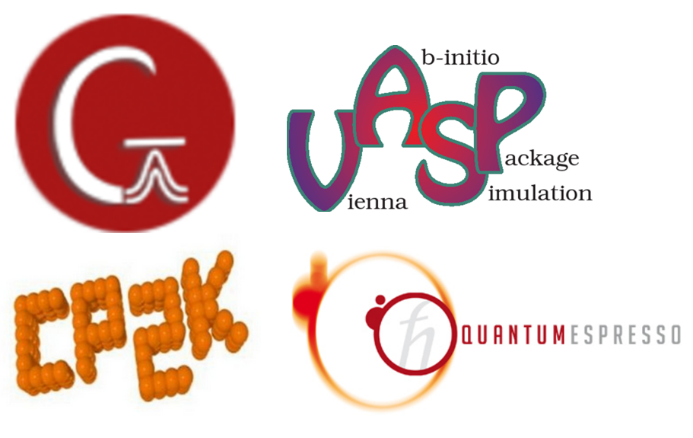 G
VASP
b-initio
ackage
imulation
ienna
CP2K
ħ
QUANTUMESPRESSO